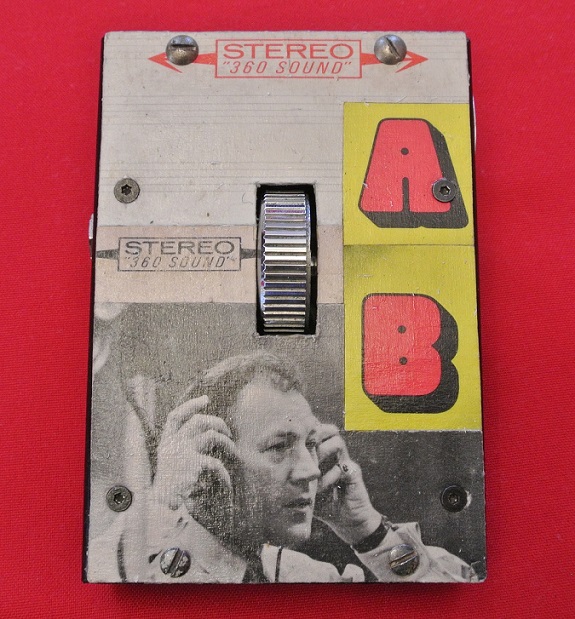 STEREO
"360 SOUND"
A
STEREO
"360 SOUND"
B